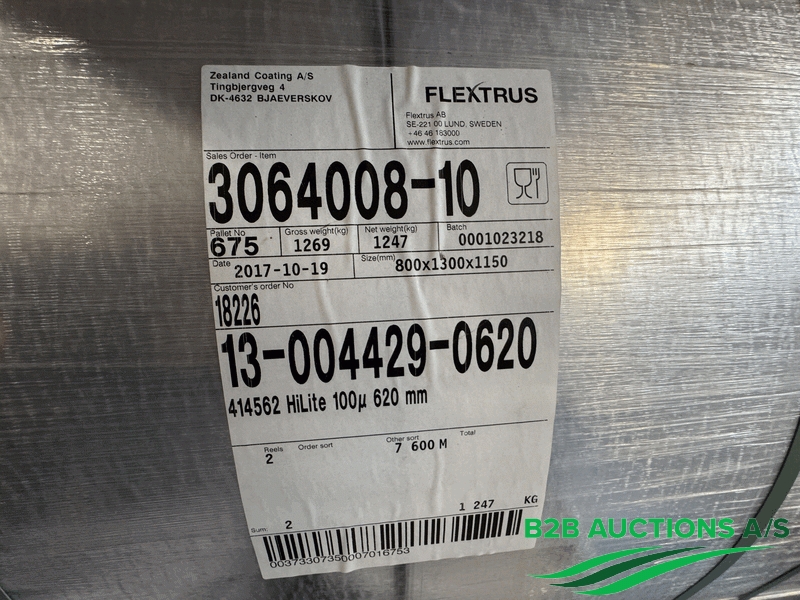 Zealand Coating A/S
Tingbjergveg 4
DK-4632 BJAEVERSKOV
FLEXTRUS
Flextrus AB
SE-221 00 LUND, SWEDEN
+46 46 183000
www.flextrus.com
Sales Order - Item
3064008-10
Pallet No
675
Gross weight(kg)
1269
Net weight(kg)
1247
Batch
0001023218
Date
2017-10-19
Size(mm)
800x1300x1150
Customer's order No
18226
13-004429-0620
414562 HiLite 100µ 620 mm
Reels
2
Order sort
Other sort
7 600 M
Total
Sum: 2
1 247 KG
00373307350007016753
B2B AUCTIONS A/S